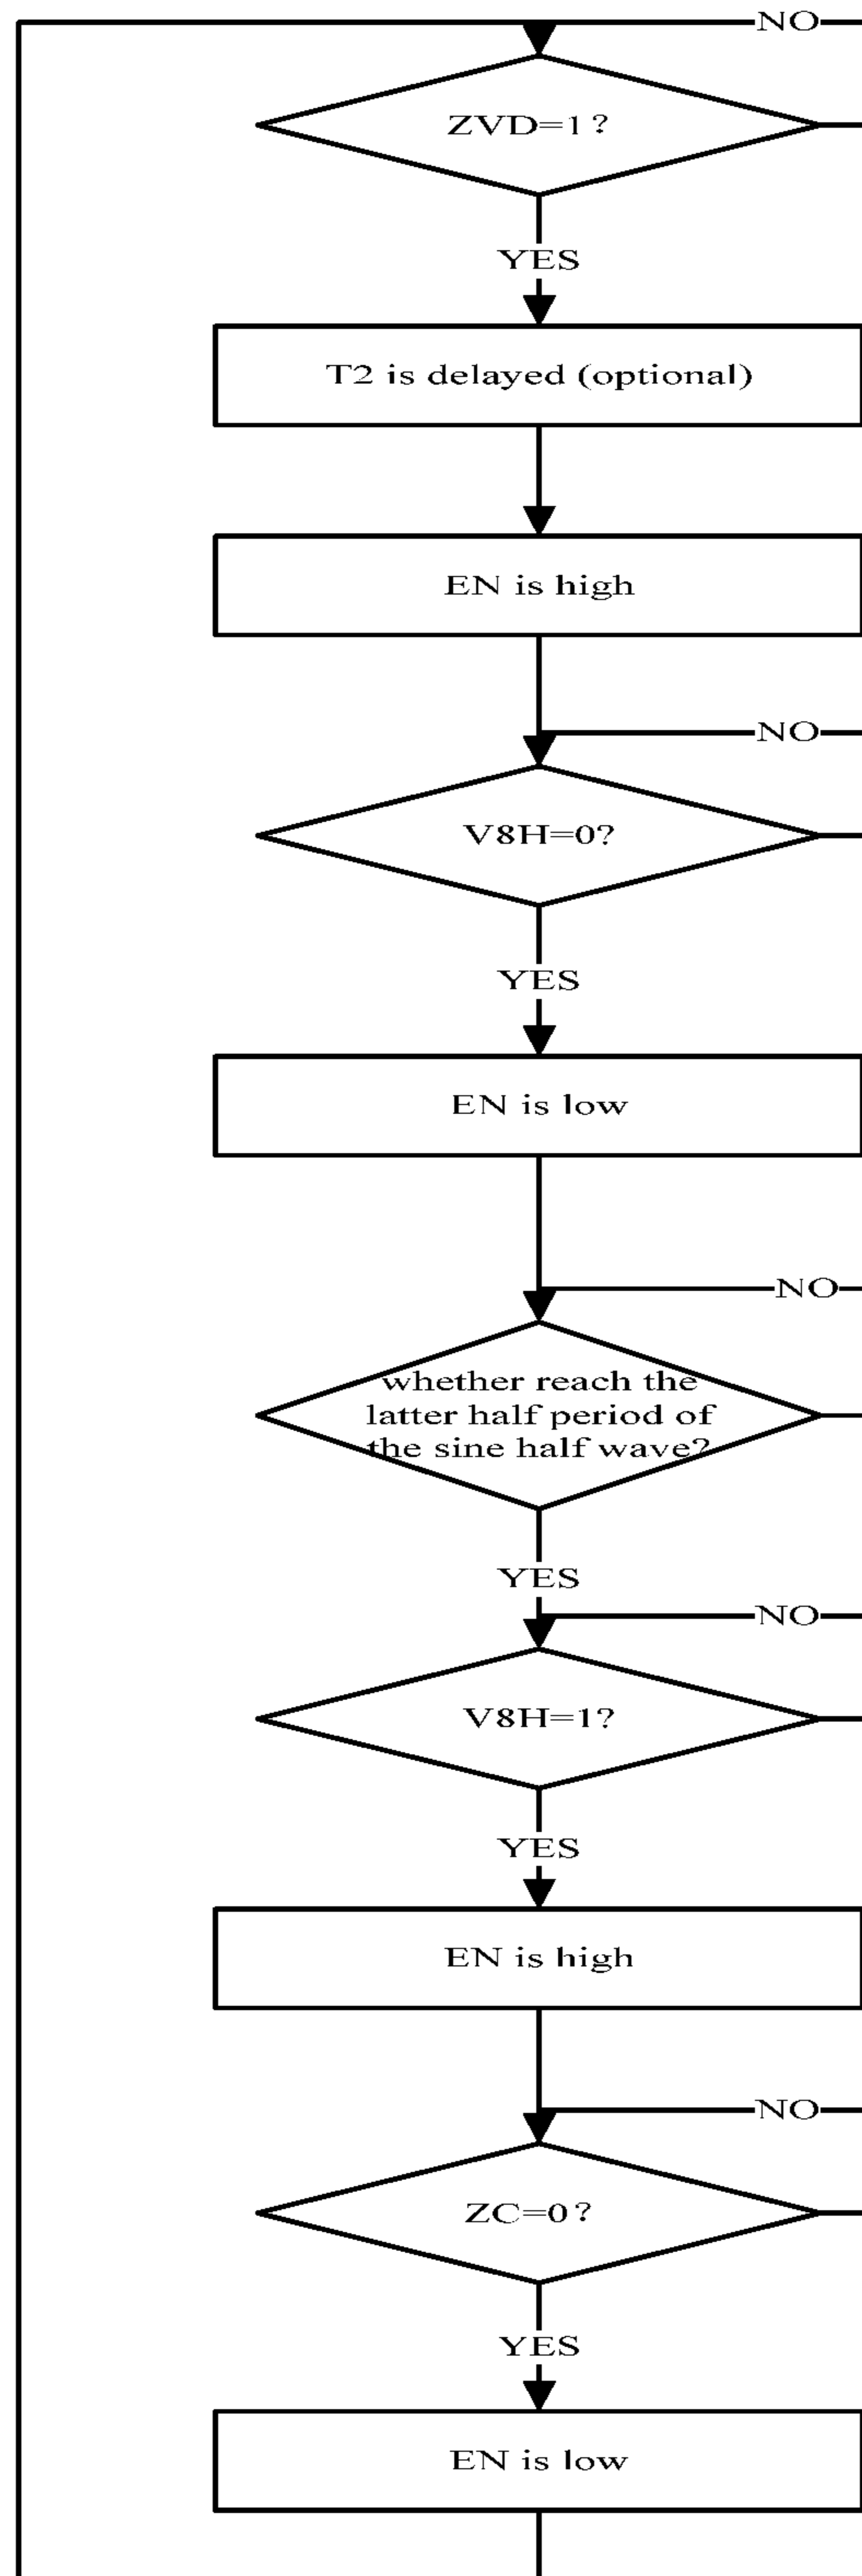 NO
ZVD=1?
YES
T2 is delayed (optional)
EN is high
NO
V8H=0?
YES
EN is low
NO
whether reach the
latter half period of
the sine half wave?
YES
NO
V8H=1?
YES
EN is high
NO
ZC=0?
YES
EN is low